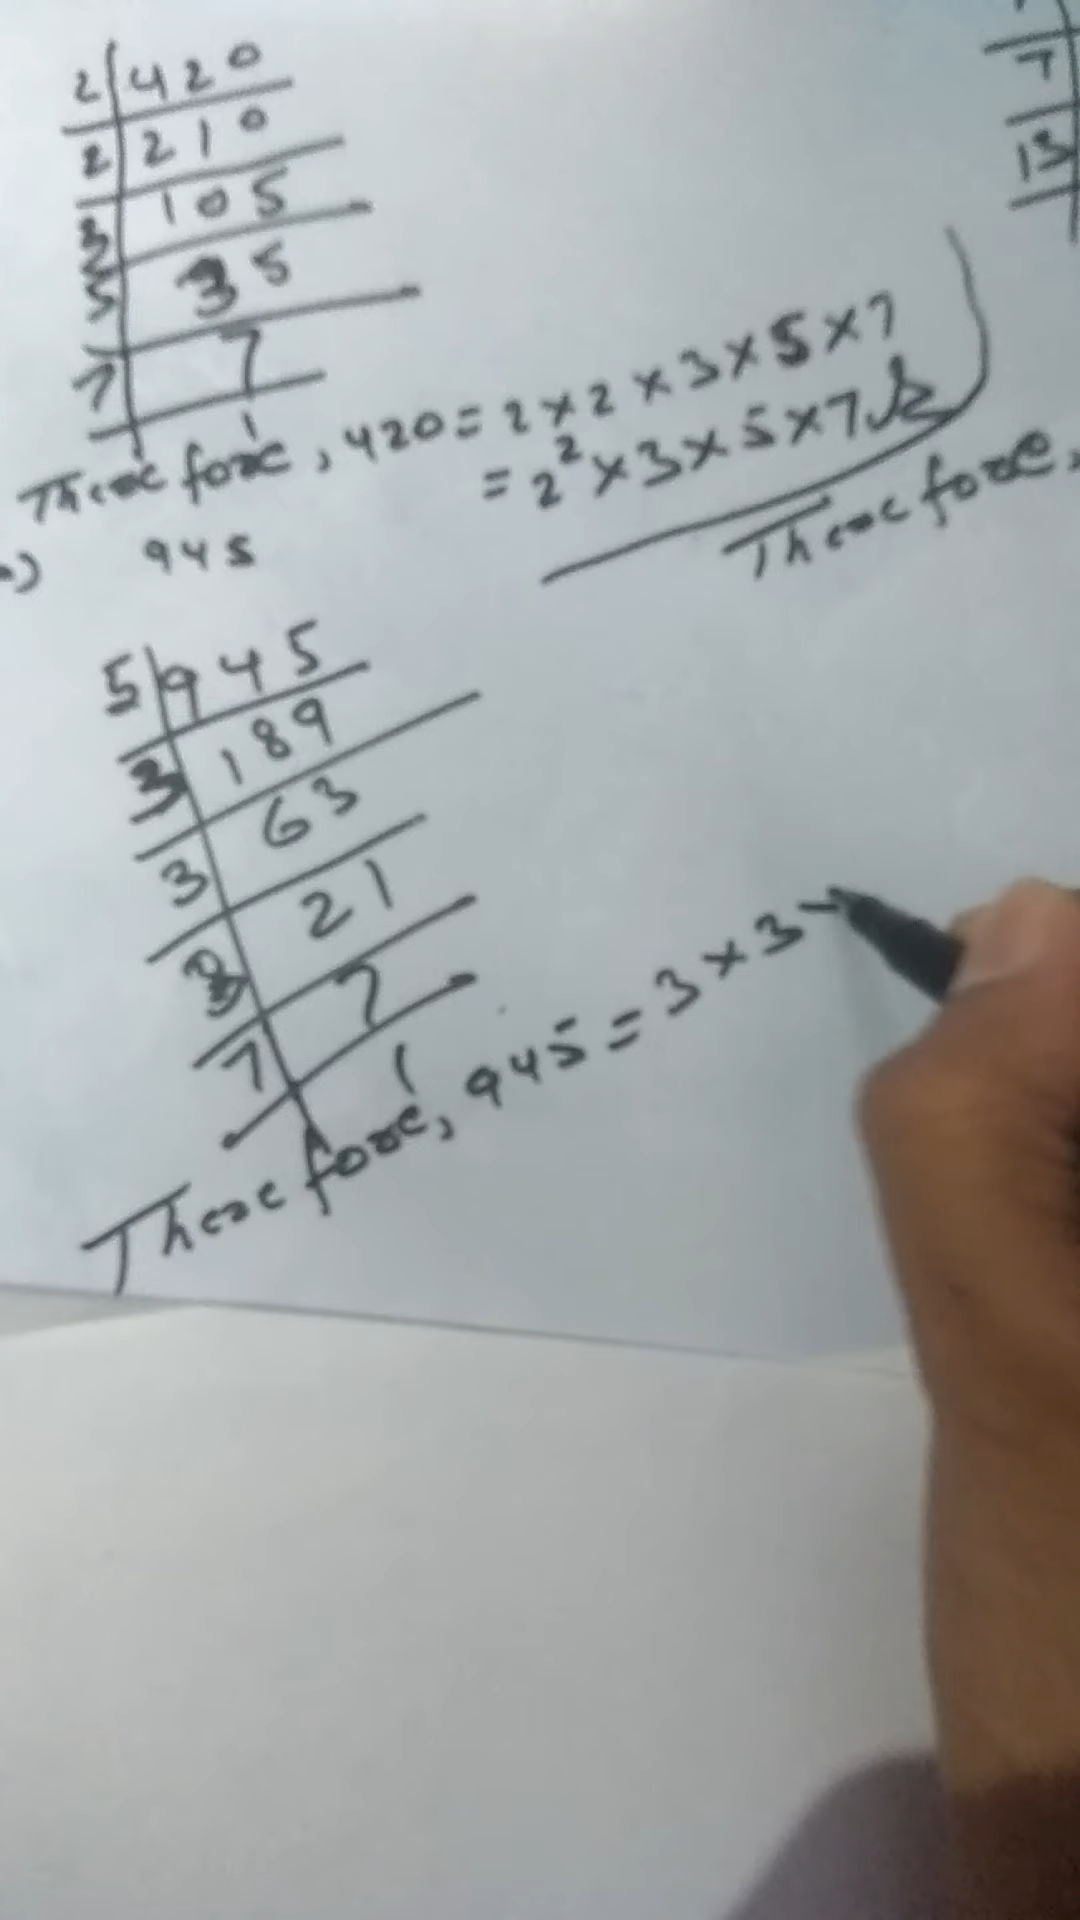 2 | 420
2 | 210
3 | 105
5 | 35
7 | 7
1
Therefore, 420 = 2×2×3×5×7
= 2²×3×5×7
7
13
Therefore,
945
5 | 945
3 | 189
3 | 63
3 | 21
7 | 7
1
Therefore, 945 = 3×3